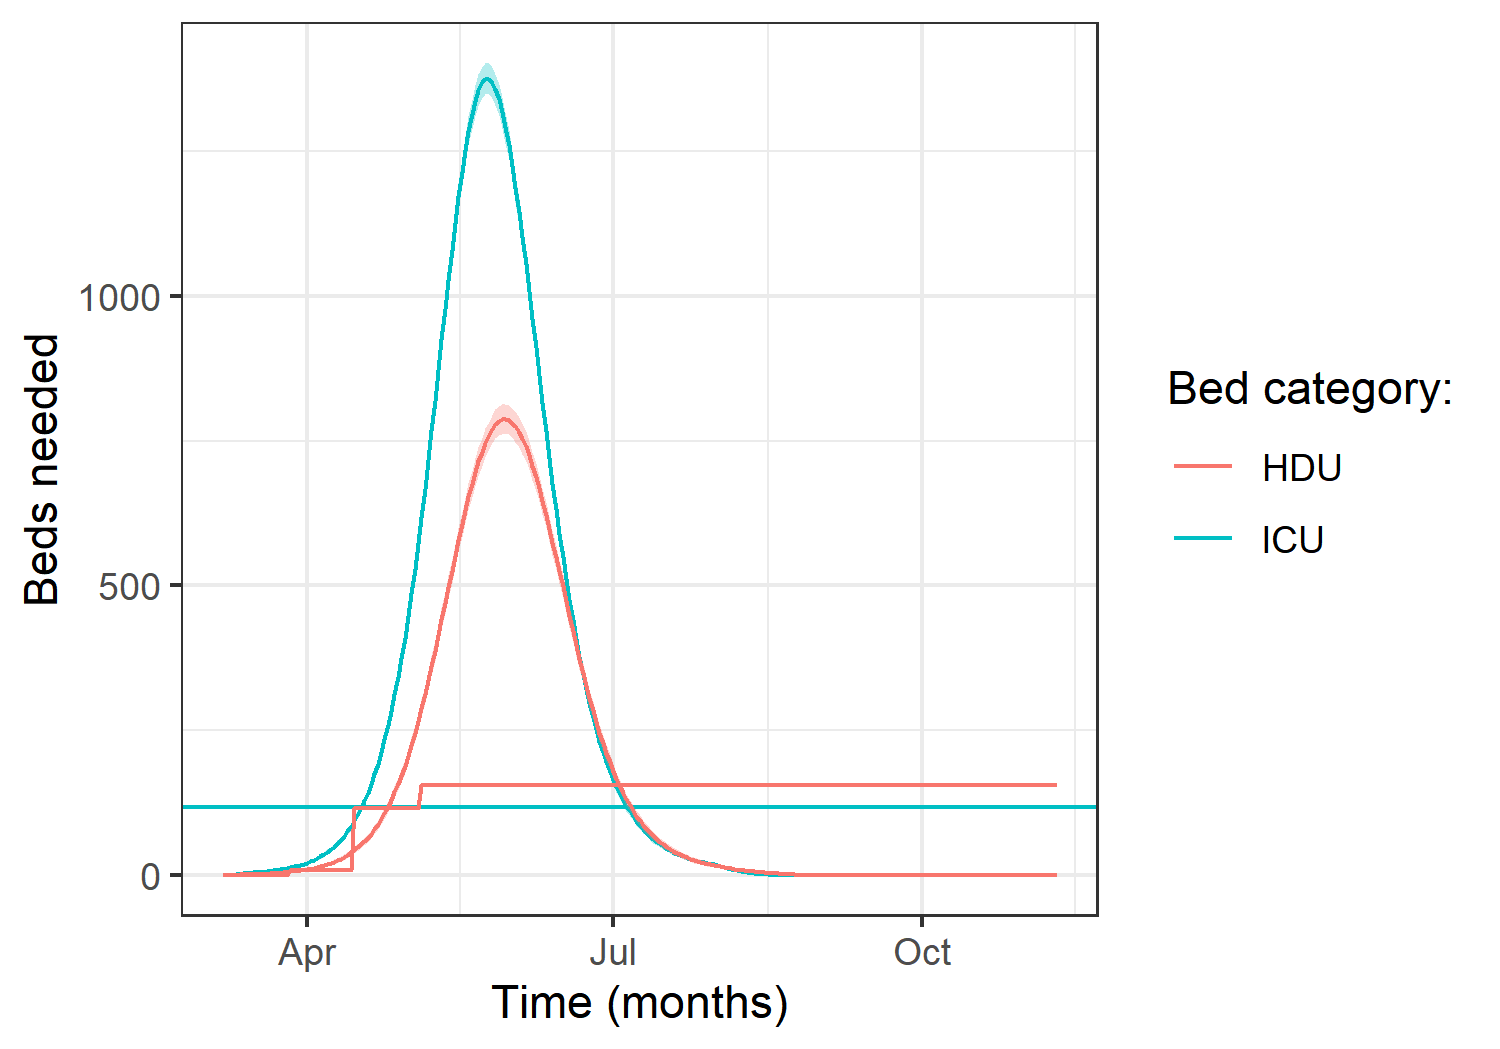 Beds needed
1000
500
0
Apr
Jul
Oct
Time (months)
Bed category:
HDU
ICU